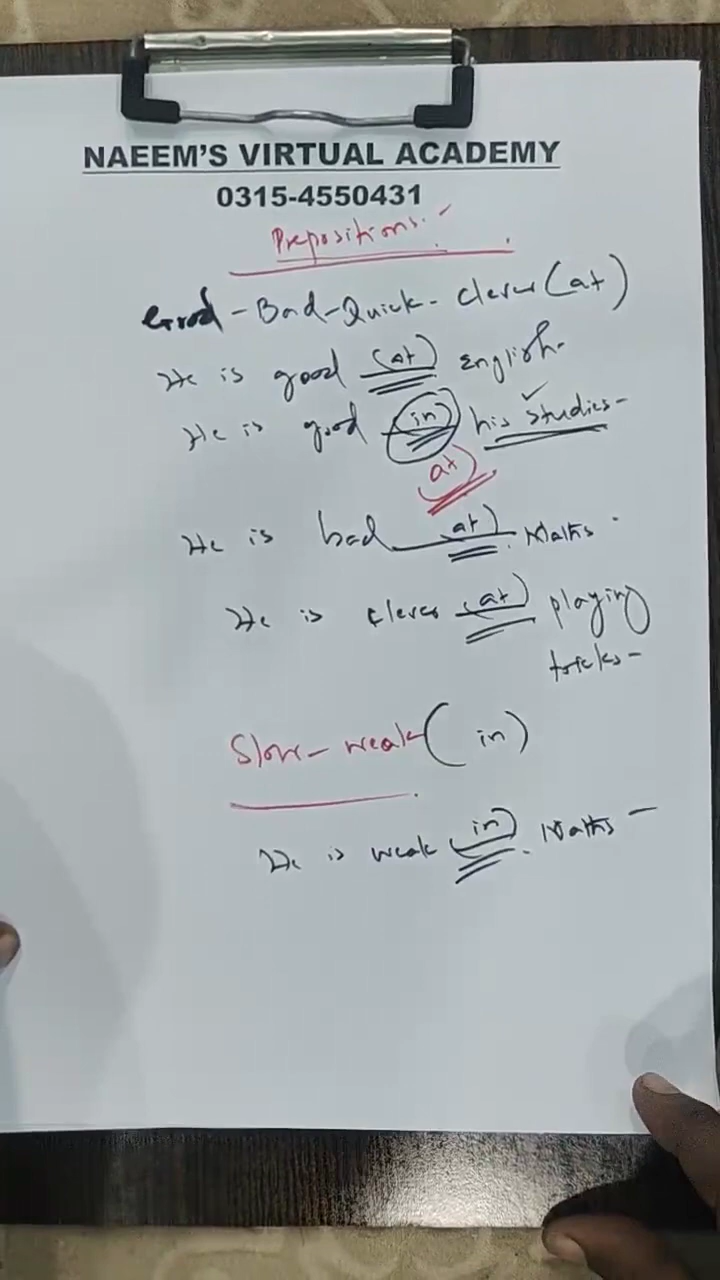 NAEEM'S VIRTUAL ACADEMY
0315-4550431
Prepositions.
Good-Bad-Quick-Clever (at)
He is good (at) English.
He is good (in) his studies-
at)
He is bad at) Maths.
He is clever (at) playing
tricks-
Slow-weak ( in)
He is weak in) Maths-